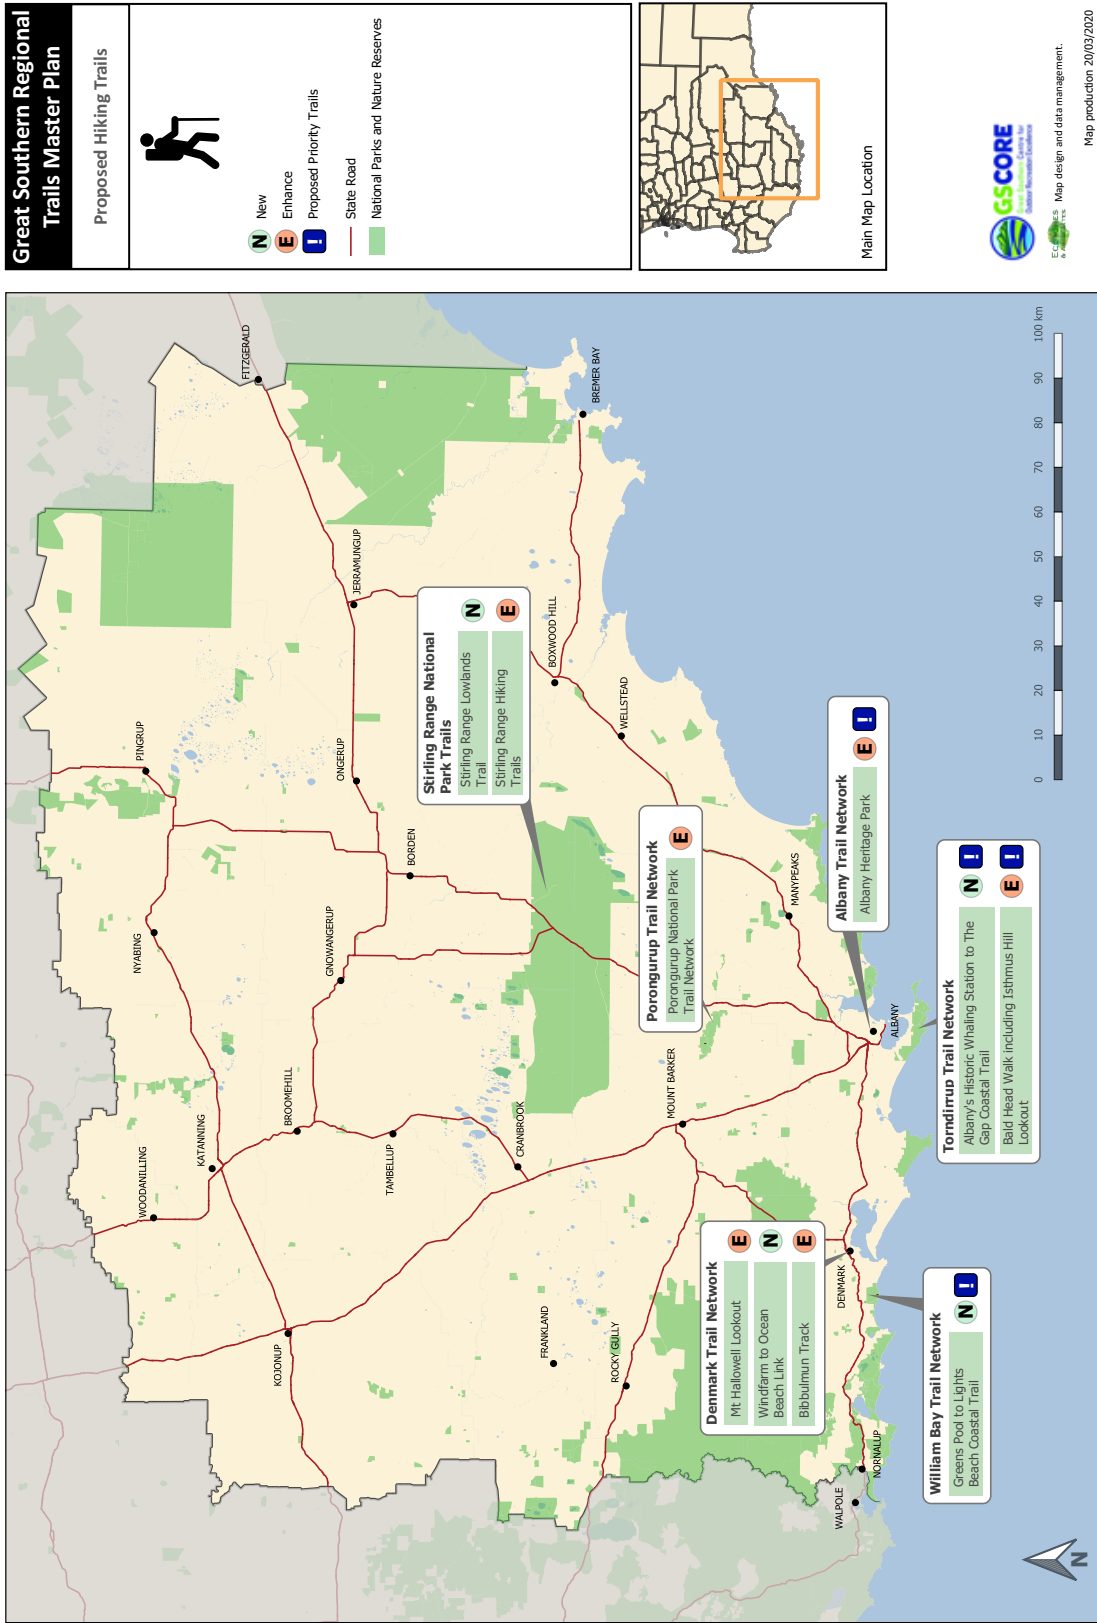 Great Southern Regional
Trails Master Plan
Proposed Hiking Trails
N New
E Enhance
! Proposed Priority Trails
State Road
National Parks and Nature Reserves
Main Map Location
GSCORE
Great Southern Centre for
Outdoor Recreation Excellence
Map design and data management.
Map production 20/03/2020
FITZGERALD
BREMER BAY
JERRAMUNGUP
BOXWOOD HILL
WELLSTEAD
PINGRUP
ONGERUP
BORDEN
NYABING
GNOWANGERUP
MANYPEAKS
ALBANY
MOUNT BARKER
BROOMEHILL
KATANNING
WOODANILLING
TAMBELLUP
CRANBROOK
KOJONUP
FRANKLAND
ROCKY GULLY
DENMARK
NORNALUP
WALPOLE
Stirling Range National
Park Trails
Stirling Range Lowlands
Trail
N
Stirling Range Hiking
Trails
E
Porongurup Trail Network
Porongurup National Park
Trail Network
E
Albany Trail Network
Albany Heritage Park
E !
Torndirrup Trail Network
Albany's Historic Whaling Station to The
Gap Coastal Trail
N !
Bald Head Walk including Isthmus Hill
Lookout
E !
Denmark Trail Network
Mt Hallowell Lookout
E
Windfarm to Ocean
Beach Link
N
Bibbulmun Track
E
William Bay Trail Network
Greens Pool to Lights
Beach Coastal Trail
N !
0 10 20 30 40 50 60 70 80 90 100 km
N